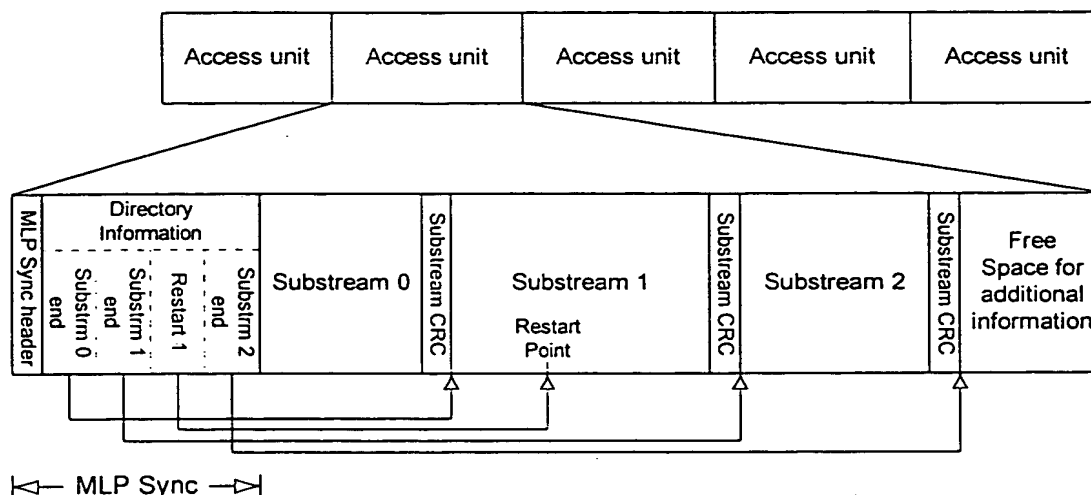 Access unit
Access unit
Access unit
Access unit
Access unit
MLP Sync header
Directory
Information
Substrm 0
end
Substrm 1
end
Restart 1
Substrm 2
end
Substream 0
Substream CRC
Substream 1
Restart
Point
Substream CRC
Substream 2
Substream CRC
Free
Space for
additional
information
MLP Sync